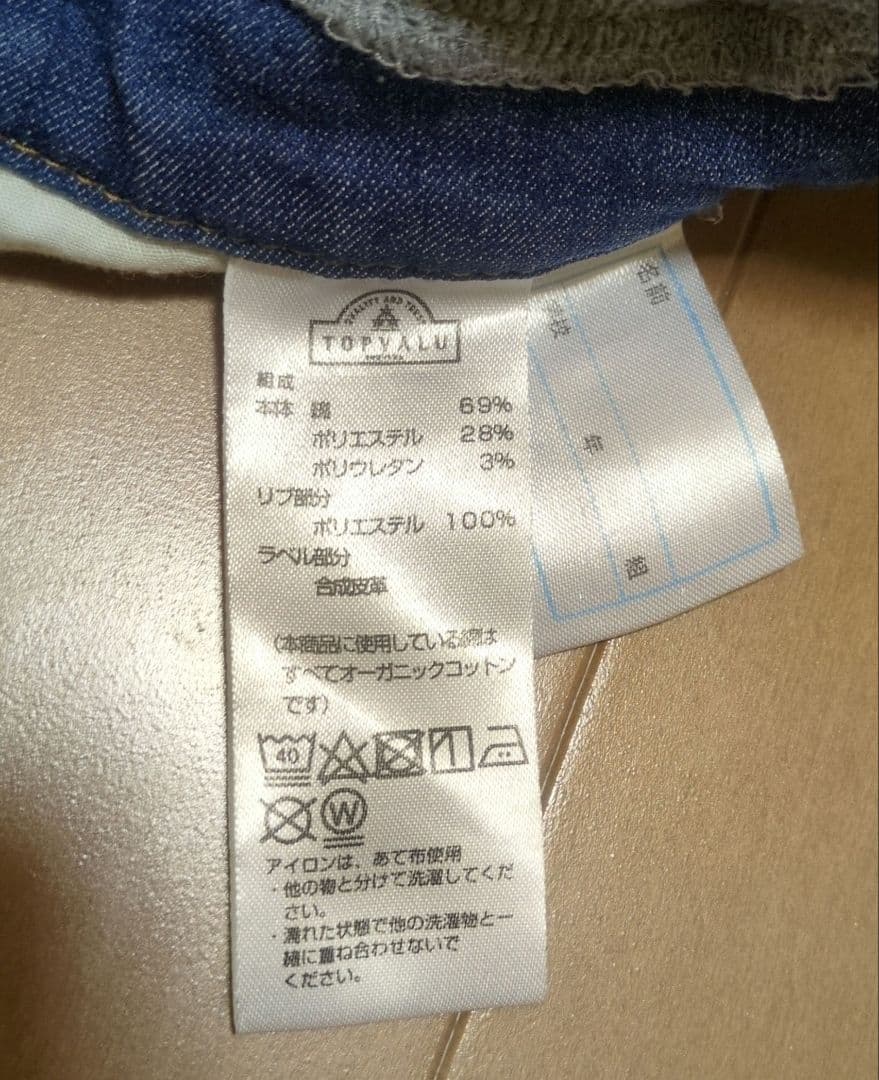 TOPVALU
組成
本体 綿 69%
ポリエステル 28%
ポリウレタン 3%
リブ部分
ポリエステル 100%
ラベル部分
合成皮革
（本商品に使用している綿は
すべてオーガニックコットン
です）
40
W
アイロンは、あて布使用
・他の物と分けて洗濯してくだ
さい。
・濡れた状態で他の洗濯物と一
緒に重ね合わせないで
ください。
名前
学校
年
組